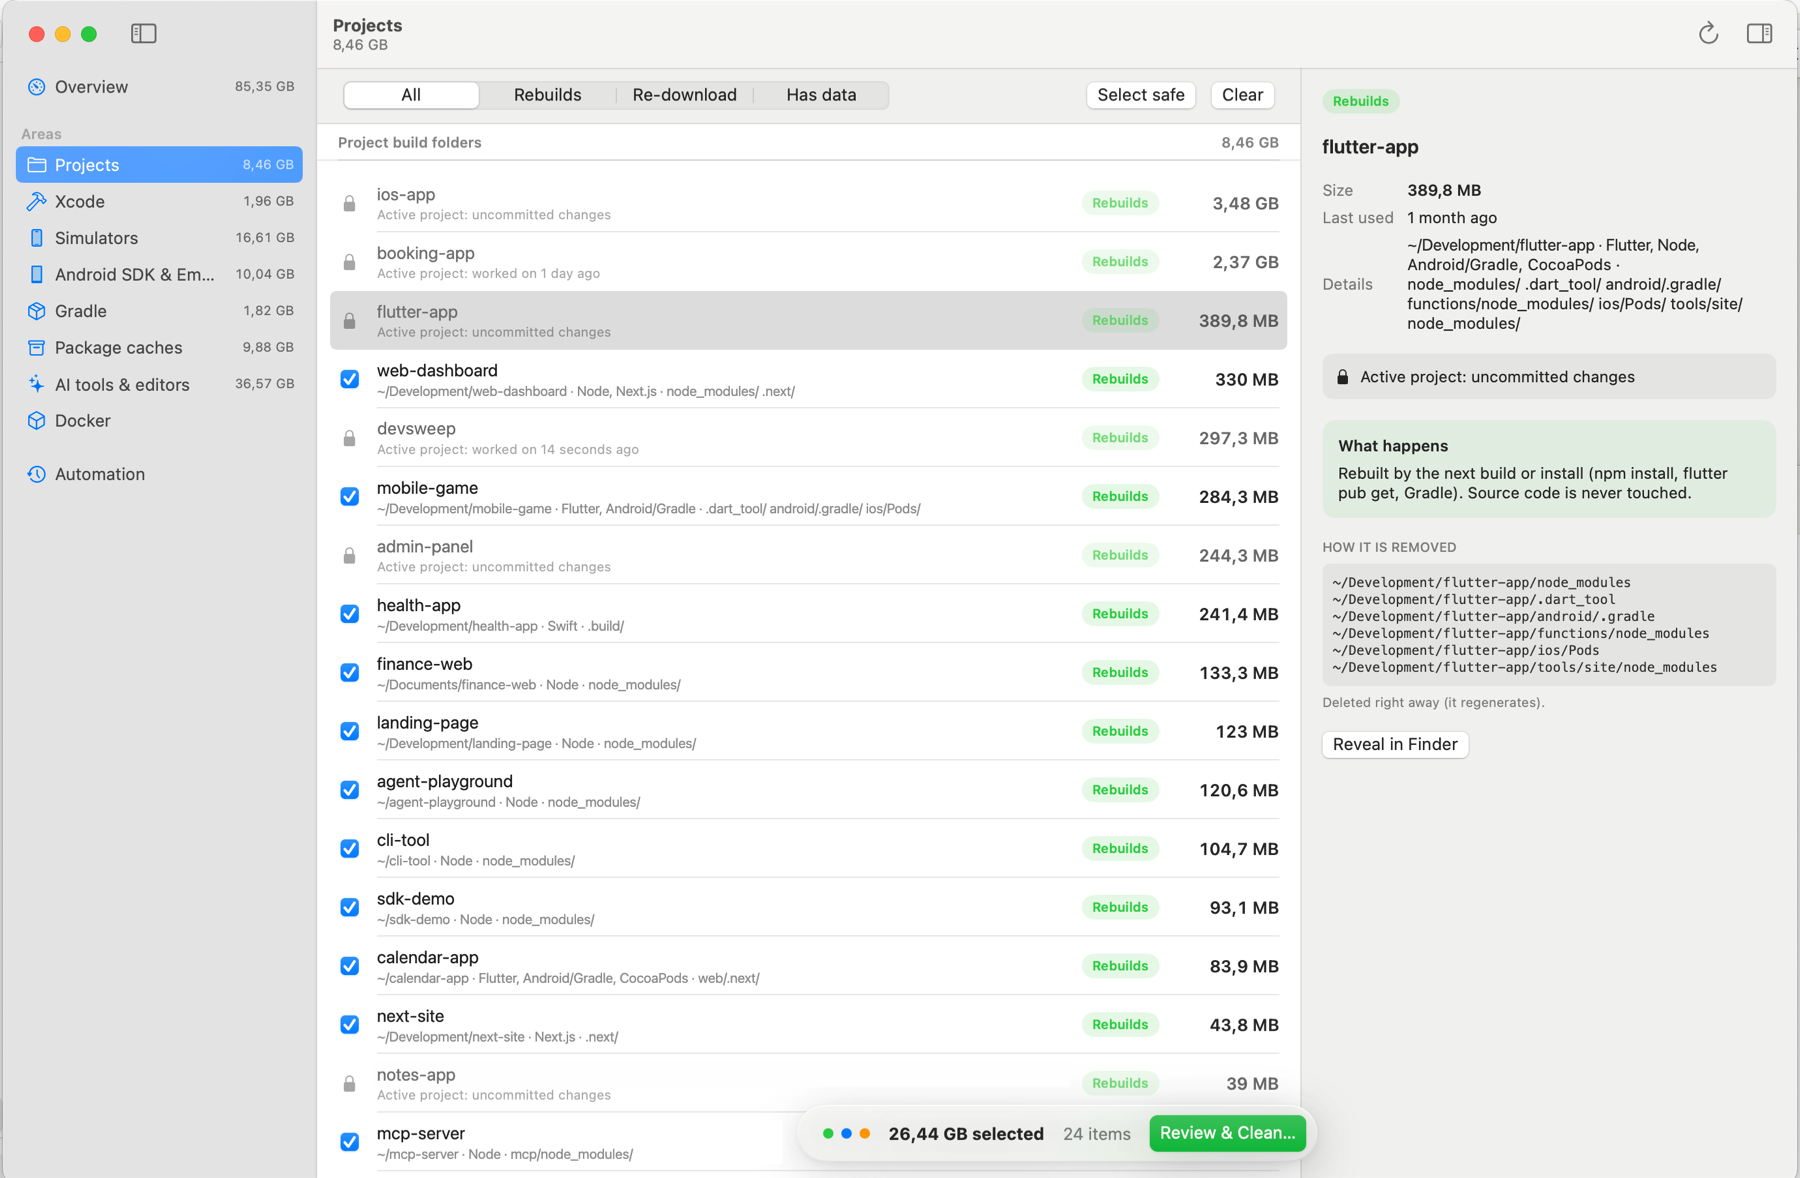 Projects
8,46 GB
Overview 85,35 GB
Areas
Projects 8,46 GB
Xcode 1,96 GB
Simulators 16,61 GB
Android SDK & Em... 10,04 GB
Gradle 1,82 GB
Package caches 9,88 GB
AI tools & editors 36,57 GB
Docker
Automation
All Rebuilds Re-download Has data Select safe Clear
Project build folders 8,46 GB
ios-app
Active project: uncommitted changes
Rebuilds 3,48 GB
booking-app
Active project: worked on 1 day ago
Rebuilds 2,37 GB
flutter-app
Active project: uncommitted changes
Rebuilds 389,8 MB
web-dashboard
~/Development/web-dashboard · Node, Next.js · node_modules/ .next/
Rebuilds 330 MB
devsweep
Active project: worked on 14 seconds ago
Rebuilds 297,3 MB
mobile-game
~/Development/mobile-game · Flutter, Android/Gradle · .dart_tool/ android/.gradle/ ios/Pods/
Rebuilds 284,3 MB
admin-panel
Active project: uncommitted changes
Rebuilds 244,3 MB
health-app
~/Development/health-app · Swift · .build/
Rebuilds 241,4 MB
finance-web
~/Documents/finance-web · Node · node_modules/
Rebuilds 133,3 MB
landing-page
~/Development/landing-page · Node · node_modules/
Rebuilds 123 MB
agent-playground
~/agent-playground · Node · node_modules/
Rebuilds 120,6 MB
cli-tool
~/cli-tool · Node · node_modules/
Rebuilds 104,7 MB
sdk-demo
~/sdk-demo · Node · node_modules/
Rebuilds 93,1 MB
calendar-app
~/calendar-app · Flutter, Android/Gradle, CocoaPods · web/.next/
Rebuilds 83,9 MB
next-site
~/Development/next-site · Next.js · .next/
Rebuilds 43,8 MB
notes-app
Active project: uncommitted changes
Rebuilds 39 MB
mcp-server
~/mcp-server · Node · mcp/node_modules/
26,44 GB selected 24 items Review & Clean...
Rebuilds
flutter-app
Size 389,8 MB
Last used 1 month ago
Details
~/Development/flutter-app · Flutter, Node,
Android/Gradle, CocoaPods ·
node_modules/ .dart_tool/ android/.gradle/
functions/node_modules/ ios/Pods/ tools/site/
node_modules/
Active project: uncommitted changes
What happens
Rebuilt by the next build or install (npm install, flutter
pub get, Gradle). Source code is never touched.
HOW IT IS REMOVED
~/Development/flutter-app/node_modules
~/Development/flutter-app/.dart_tool
~/Development/flutter-app/android/.gradle
~/Development/flutter-app/functions/node_modules
~/Development/flutter-app/ios/Pods
~/Development/flutter-app/tools/site/node_modules
Deleted right away (it regenerates).
Reveal in Finder